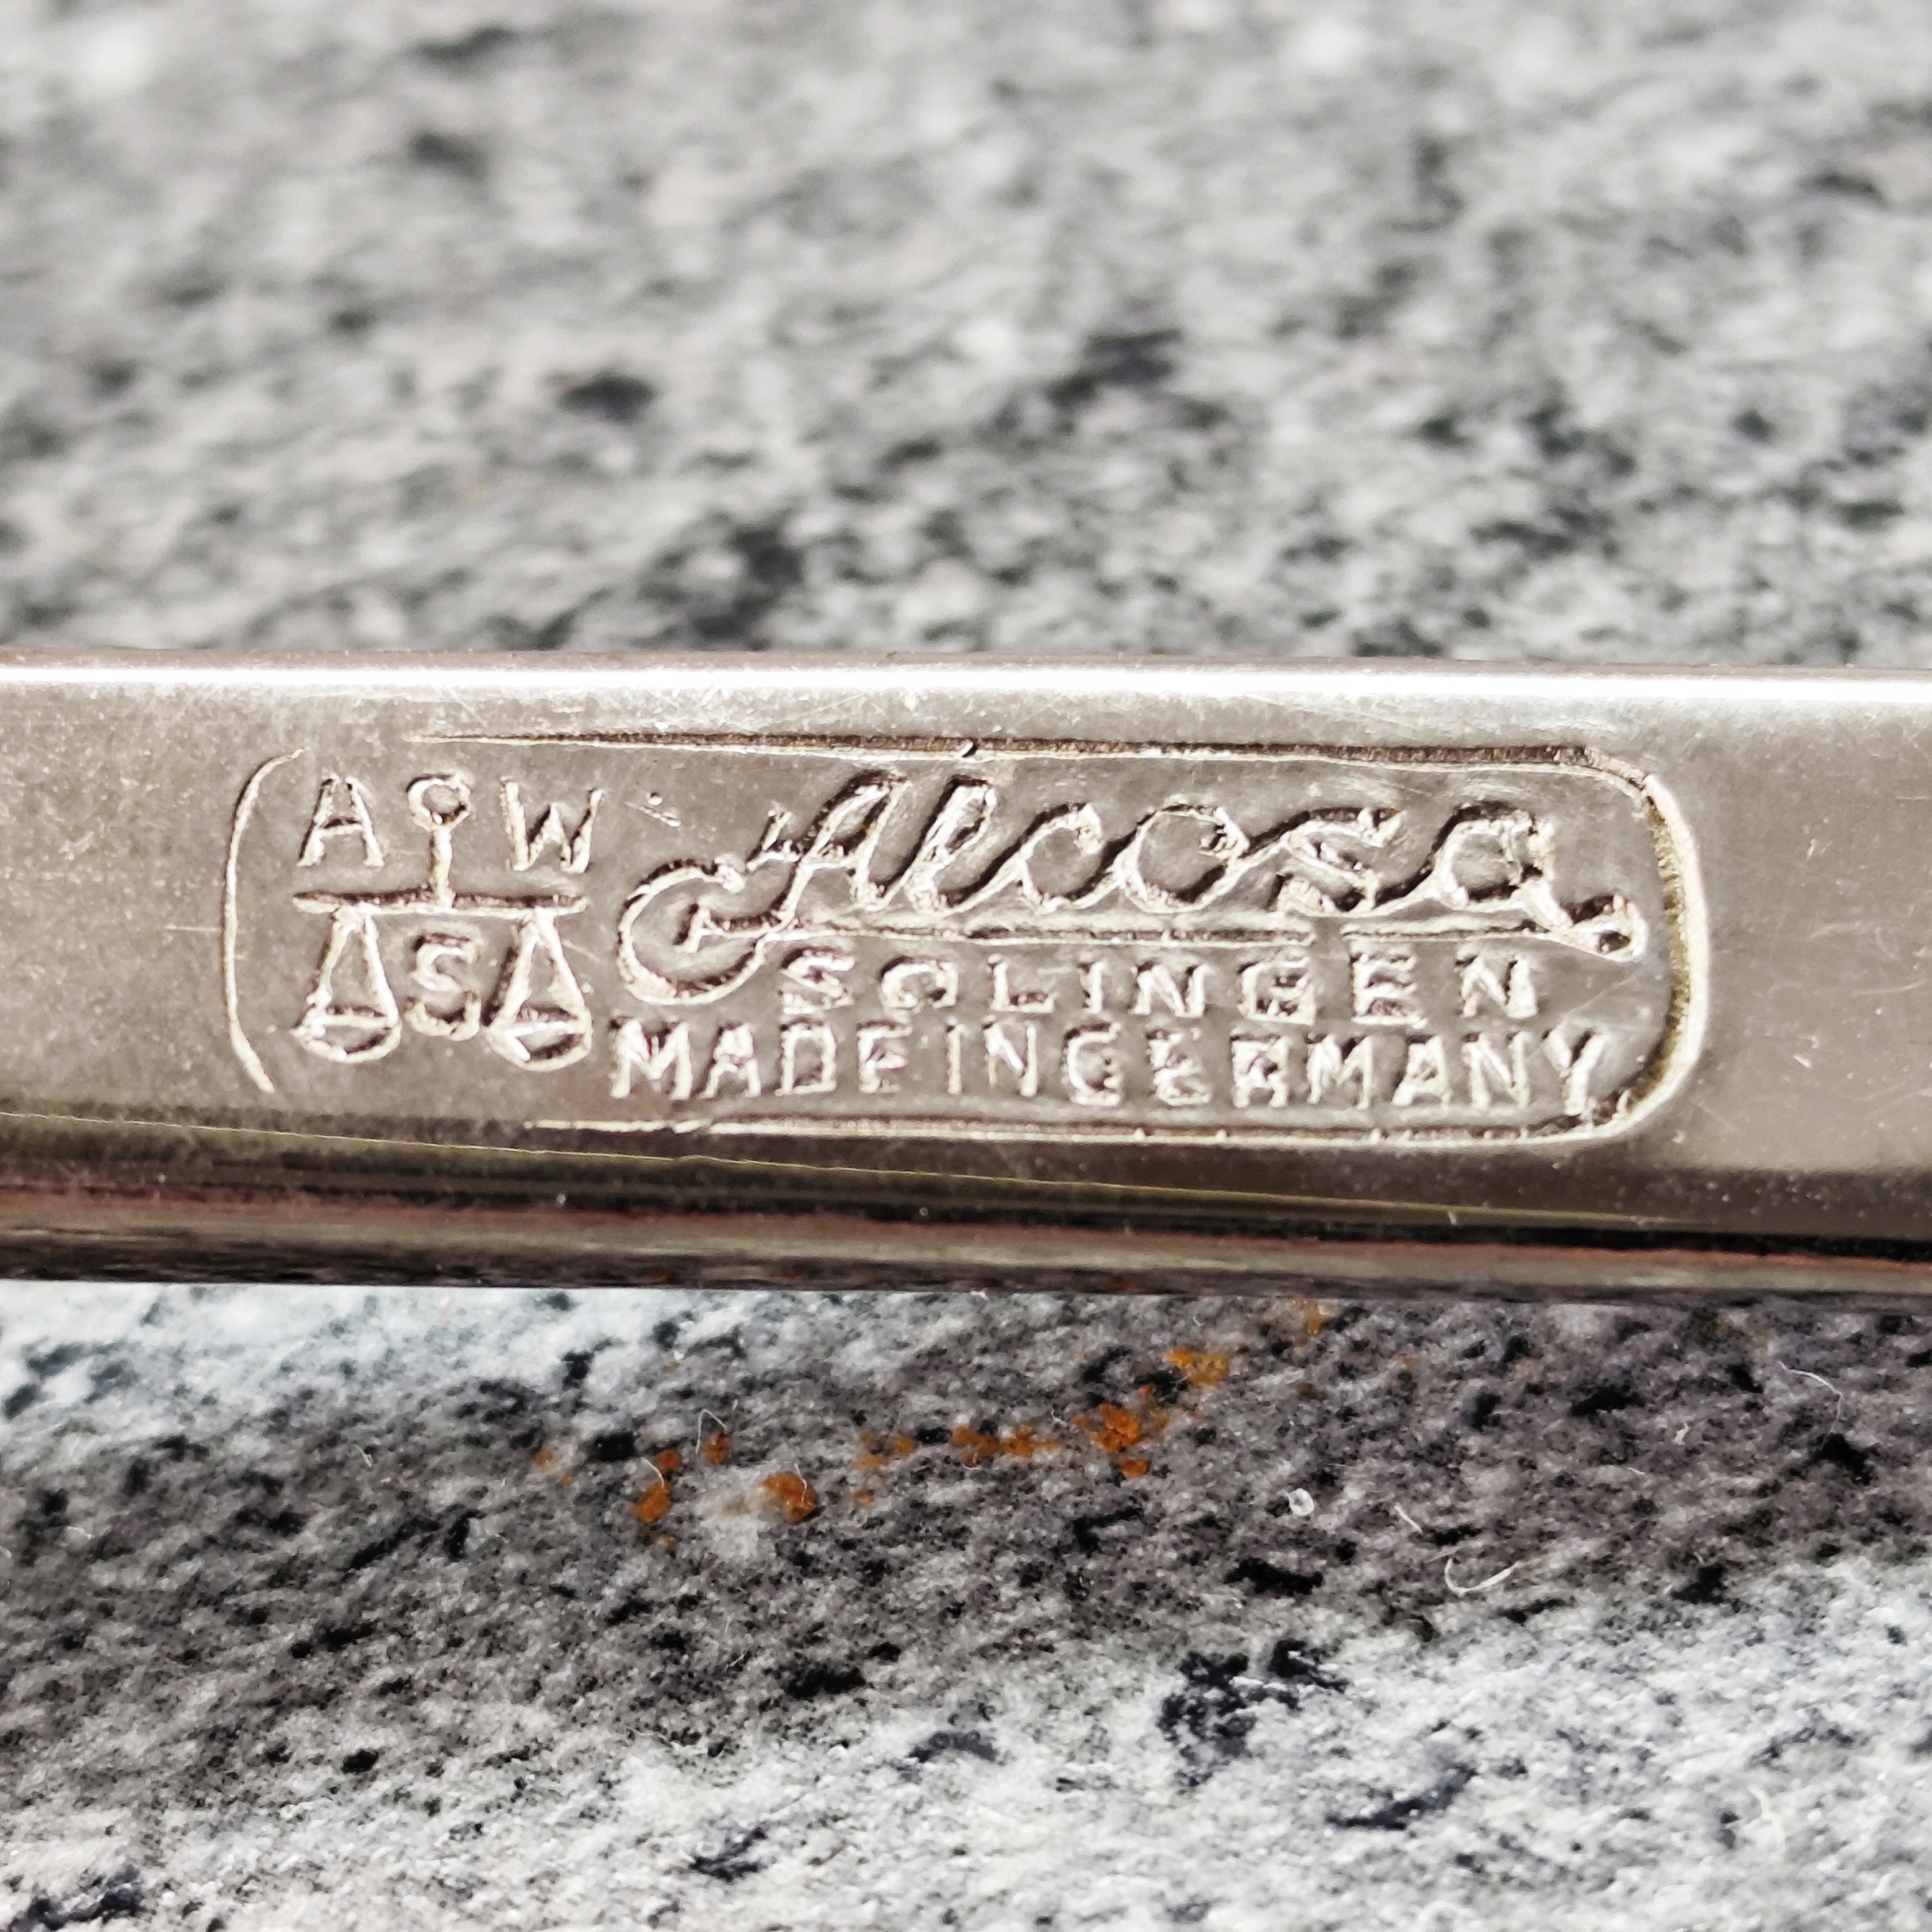 A W
S
Alcosa
SOLINGEN
MADE IN GERMANY